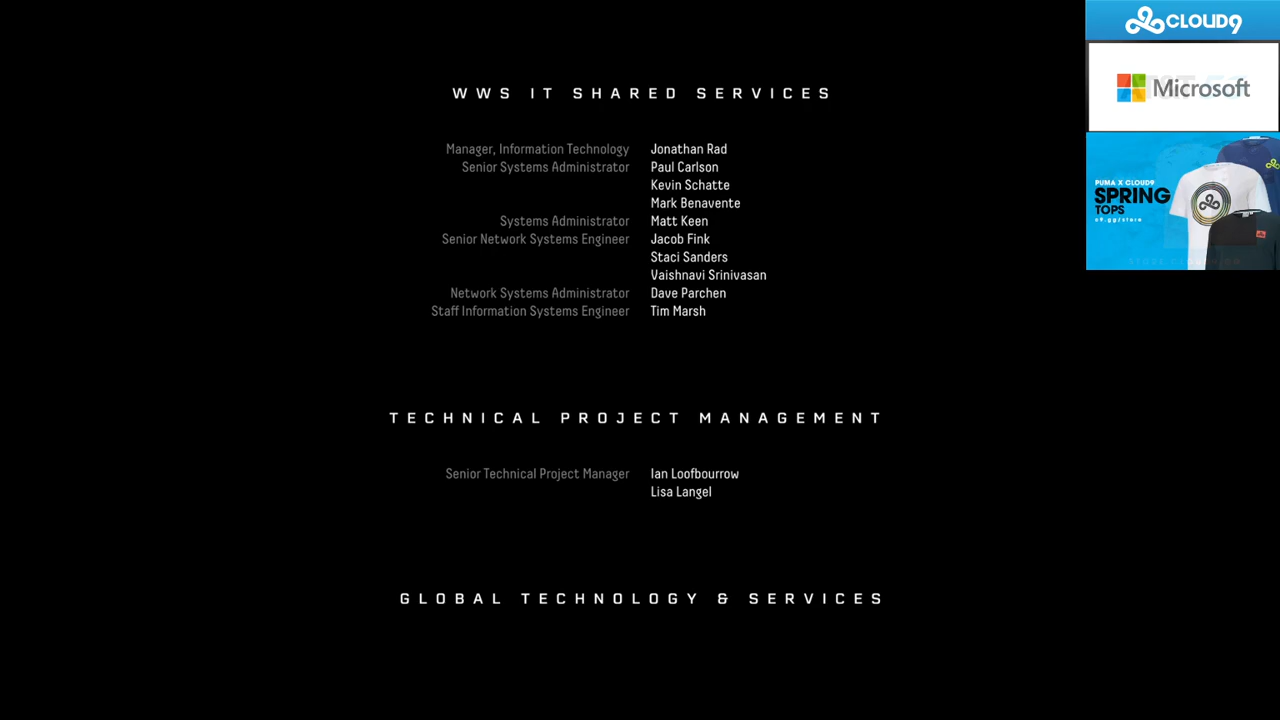 WWS IT SHARED SERVICES
Manager, Information Technology Jonathan Rad
Senior Systems Administrator Paul Carlson
Kevin Schatte
Mark Benavente
Systems Administrator Matt Keen
Senior Network Systems Engineer Jacob Fink
Staci Sanders
Vaishnavi Srinivasan
Network Systems Administrator Dave Parchen
Staff Information Systems Engineer Tim Marsh
TECHNICAL PROJECT MANAGEMENT
Senior Technical Project Manager Ian Loofbourrow
Lisa Langel
GLOBAL TECHNOLOGY & SERVICES
CLOUD9
Microsoft
PUMA X CLOUD9
SPRING
TOPS
c9.gg/store